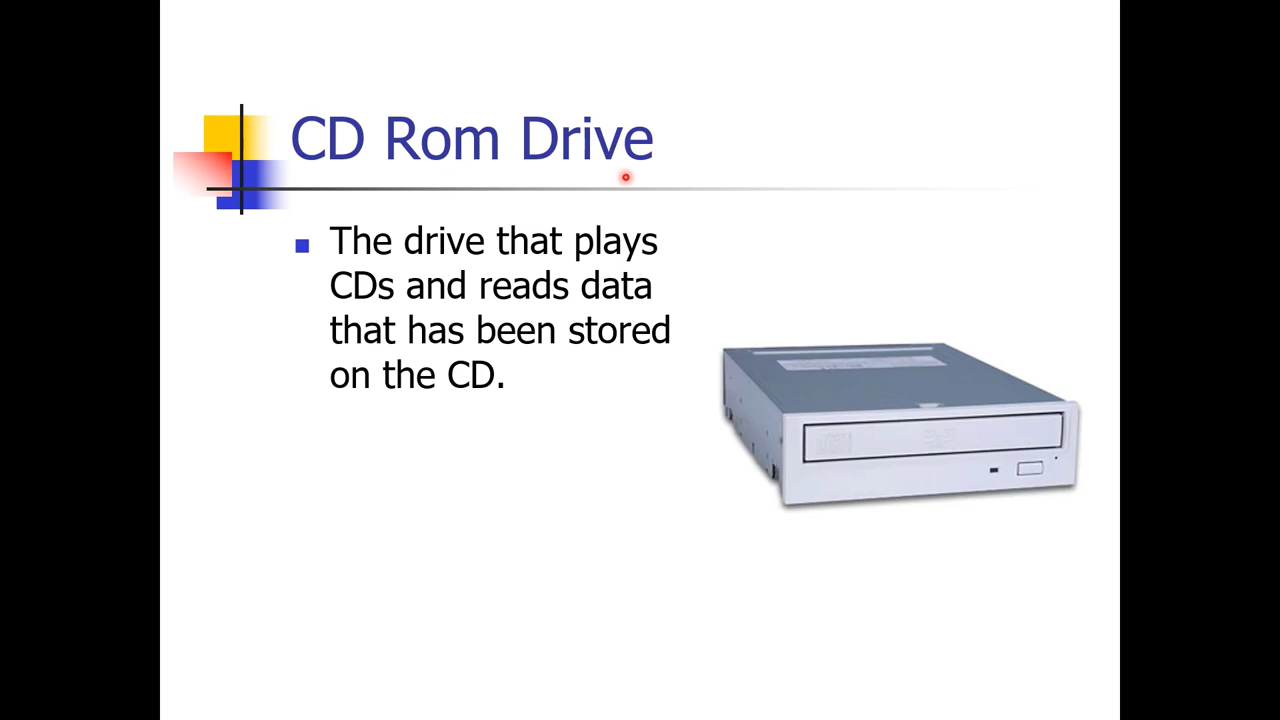 CD Rom Drive
The drive that plays
CDs and reads data
that has been stored
on the CD.